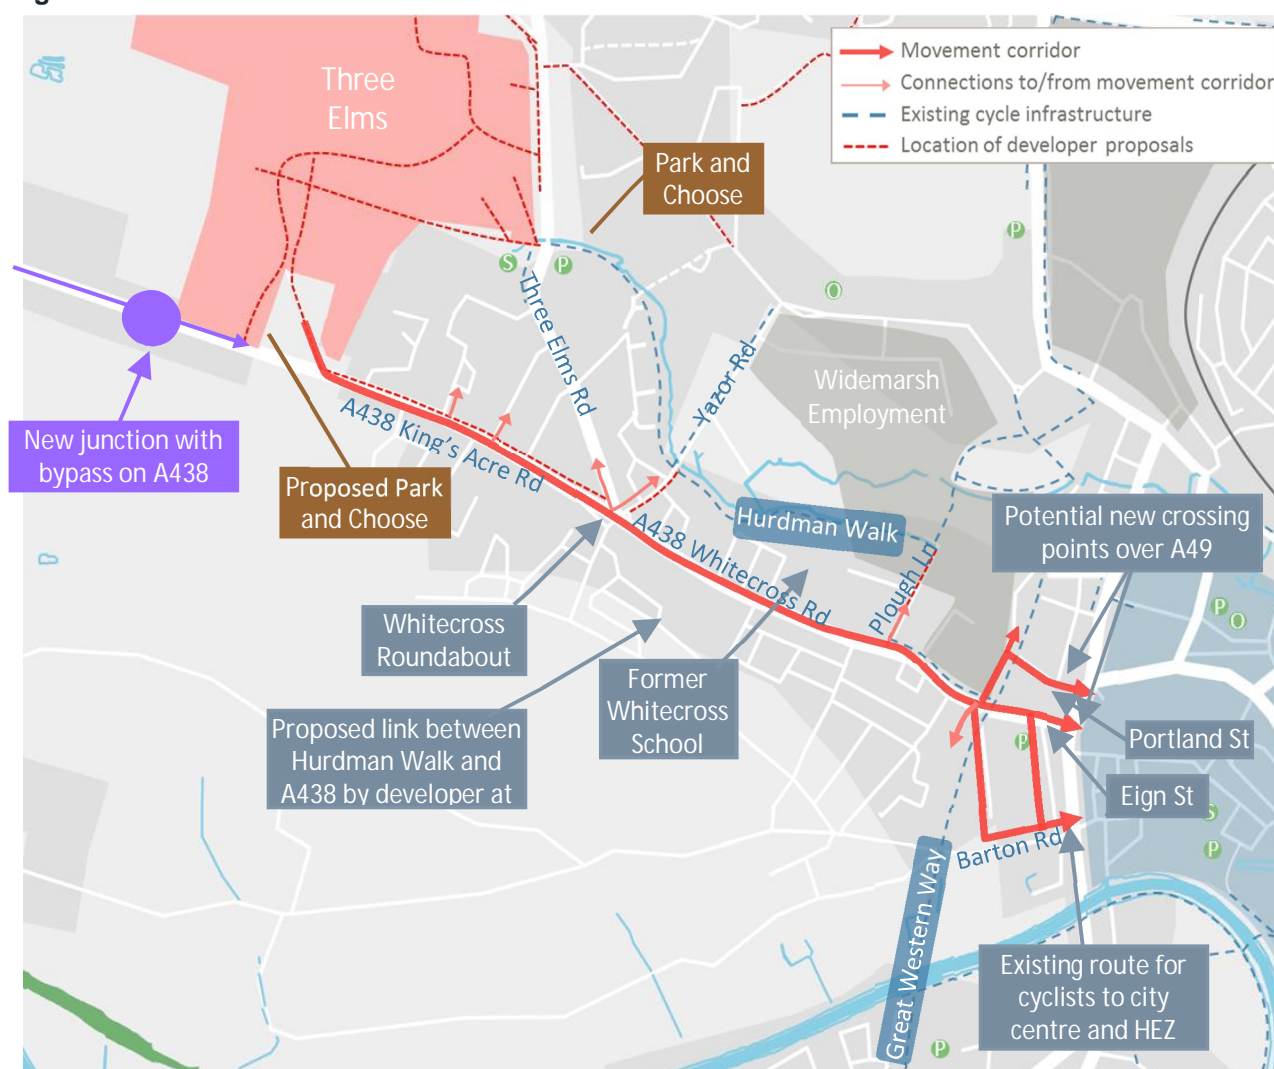 Movement corridor
Connections to/from movement corridor
Existing cycle infrastructure
Location of developer proposals
Three
Elms
Park and
Choose
P
S
P
O
Three Elms Rd
Yazor Rd
Widemarsh
Employment
New junction with
bypass on A438
A438 King's Acre Rd
Proposed Park
and Choose
Hurdman Walk
Potential new crossing
points over A49
A438 Whitecross Rd
Plough Ln
P
O
Whitecross
Roundabout
Former
Whitecross
School
Proposed link between
Hurdman Walk and
A438 by developer at
Portland St
P
Eign St
S
P
Barton Rd
Great Western Way
Existing route for
cyclists to city
centre and HEZ
P